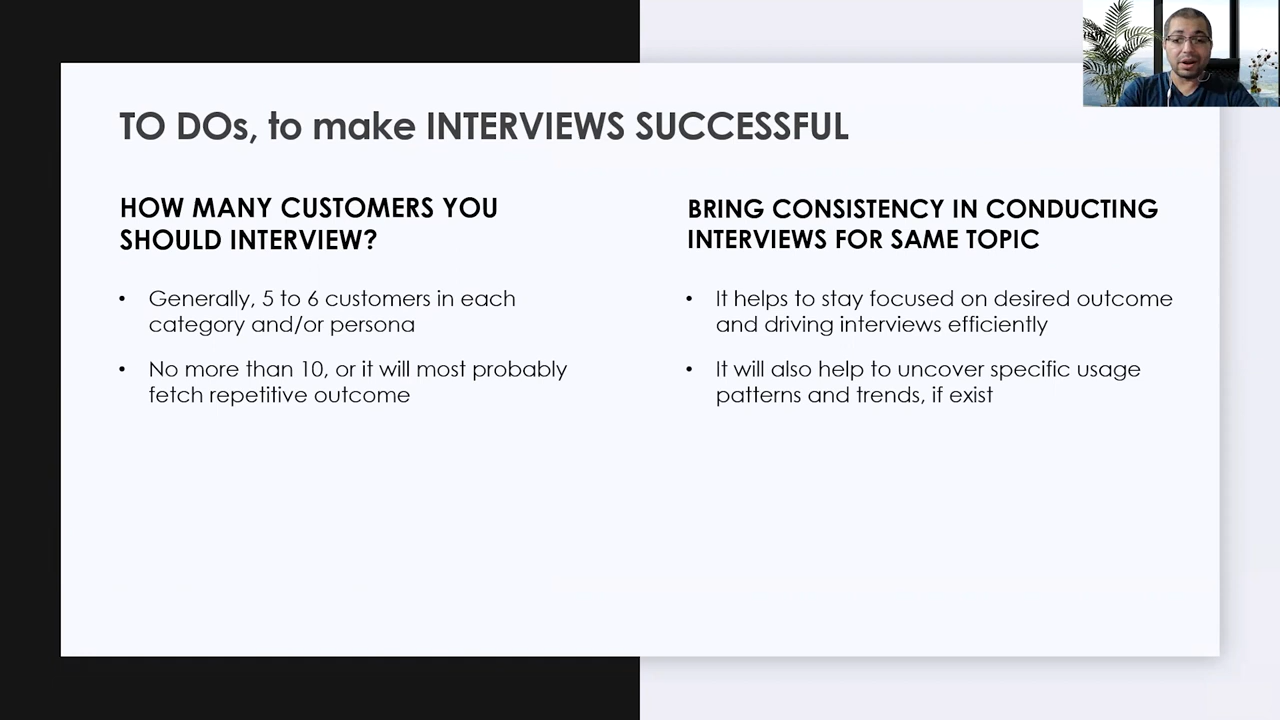 TO DOs, to make INTERVIEWS SUCCESSFUL
HOW MANY CUSTOMERS YOU
SHOULD INTERVIEW?
• Generally, 5 to 6 customers in each
category and/or persona
• No more than 10, or it will most probably
fetch repetitive outcome
BRING CONSISTENCY IN CONDUCTING
INTERVIEWS FOR SAME TOPIC
• It helps to stay focused on desired outcome
and driving interviews efficiently
• It will also help to uncover specific usage
patterns and trends, if exist